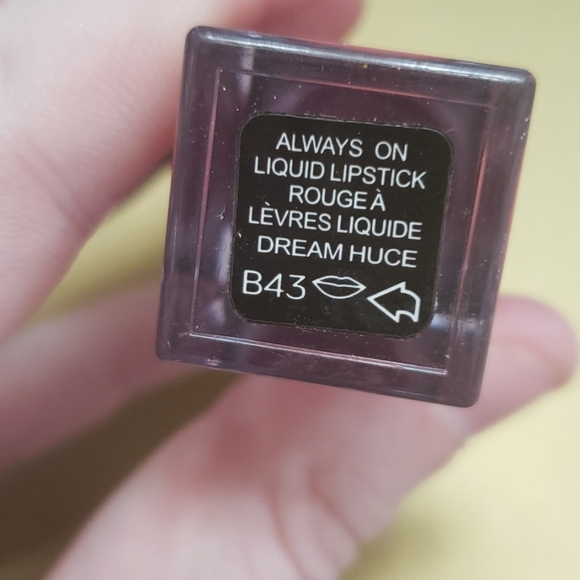 ALWAYS ON
LIQUID LIPSTICK
ROUGE À
LÈVRES LIQUIDE
DREAM HUCE
B43